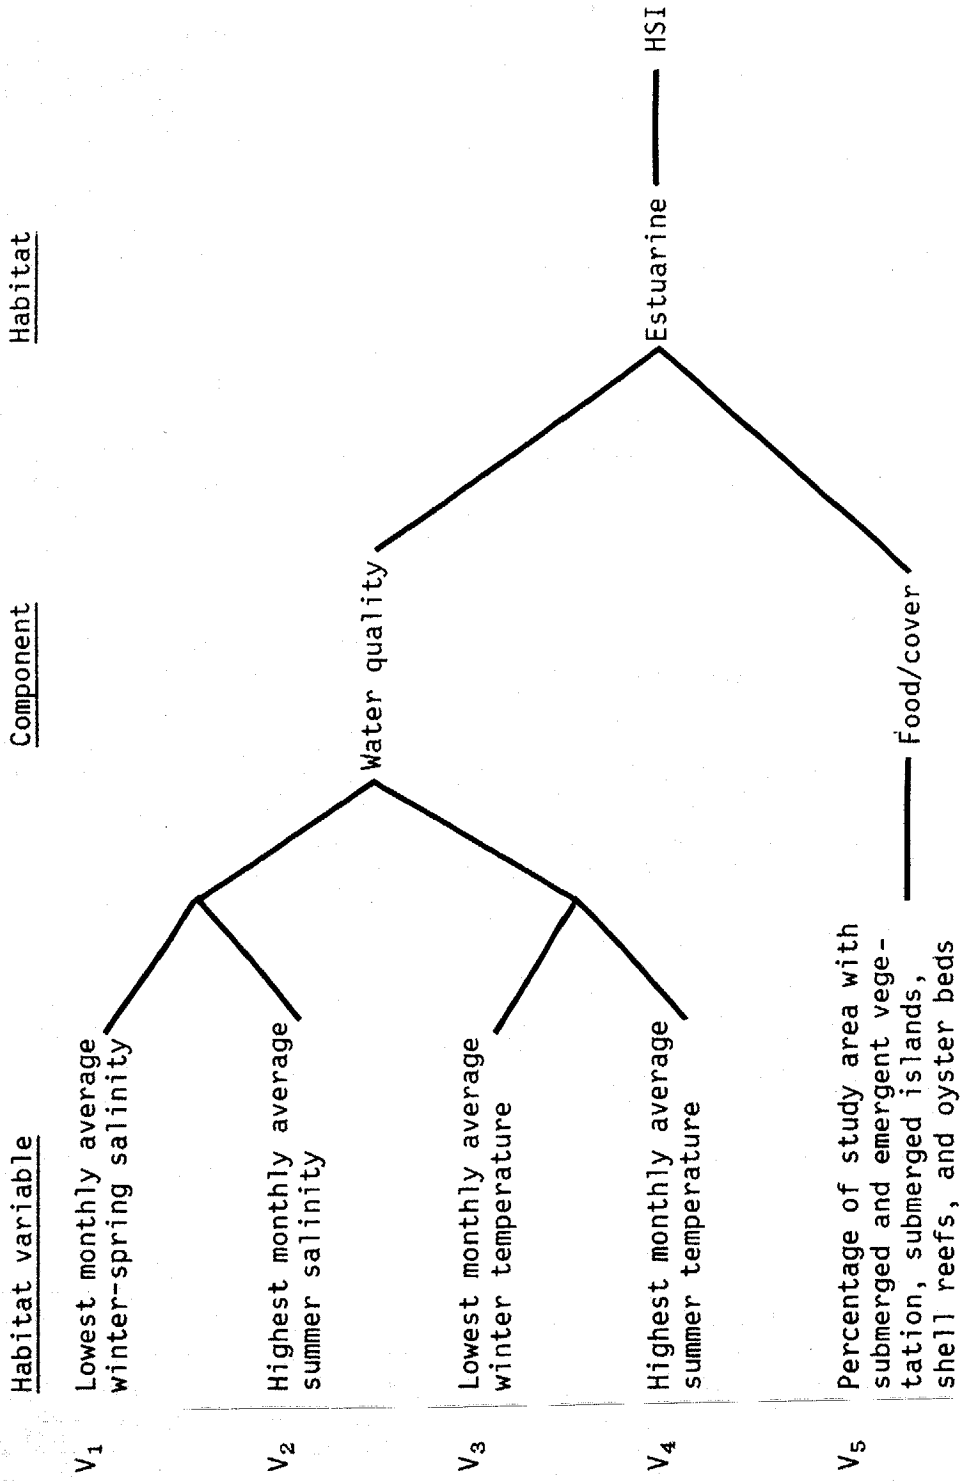 Habitat variable
Component
Habitat
V1
Lowest monthly average
winter-spring salinity
V2
Highest monthly average
summer salinity
Water quality
V3
Lowest monthly average
winter temperature
V4
Highest monthly average
summer temperature
Estuarine
HSI
V5
Percentage of study area with
submerged and emergent vege-
tation, submerged islands,
shell reefs, and oyster beds
Food/cover